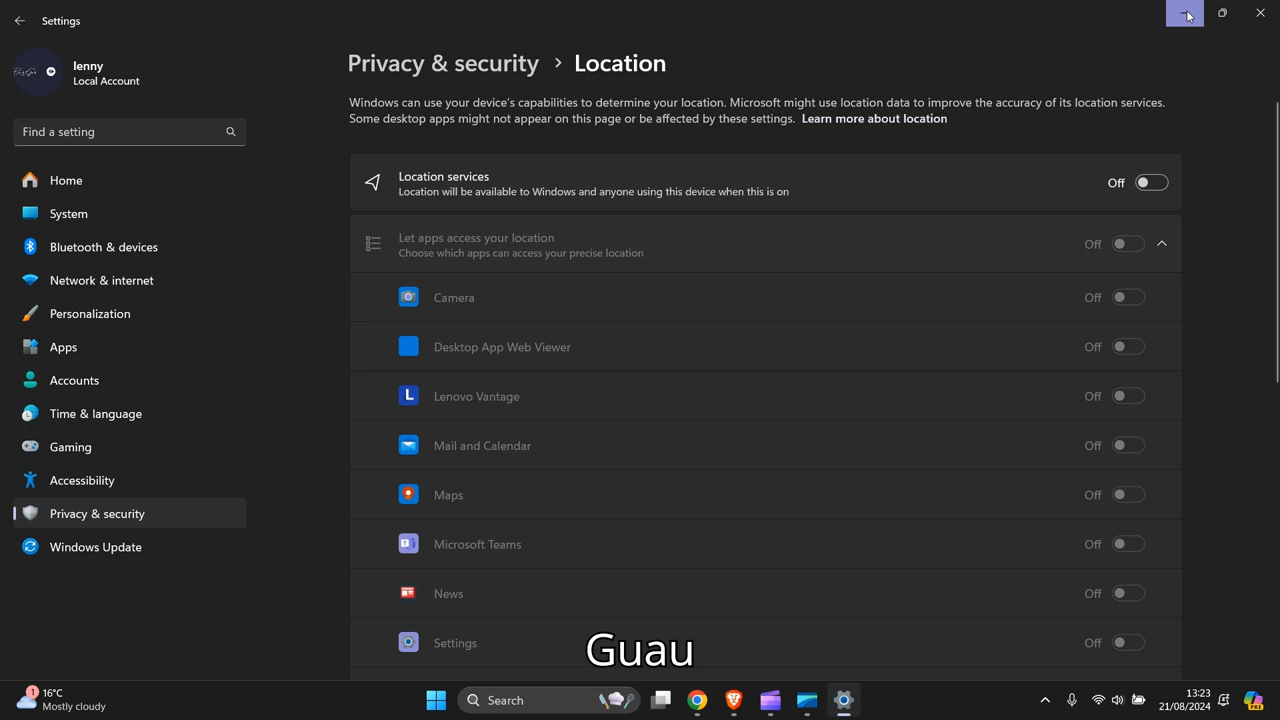 Settings
lenny
Local Account
Find a setting
Home
System
Bluetooth & devices
Network & internet
Personalization
Apps
Accounts
Time & language
Gaming
Accessibility
Privacy & security
Windows Update
Privacy & security > Location
Windows can use your device's capabilities to determine your location. Microsoft might use location data to improve the accuracy of its location services.
Some desktop apps might not appear on this page or be affected by these settings. Learn more about location
Location services
Location will be available to Windows and anyone using this device when this is on
Off
Let apps access your location
Choose which apps can access your precise location
Off
Camera Off
Desktop App Web Viewer Off
L Lenovo Vantage Off
Mail and Calendar Off
Maps Off
Microsoft Teams Off
News Off
Settings Off
Guau
1
16°C
Mostly cloudy
Search
13:23
21/08/2024
PRE